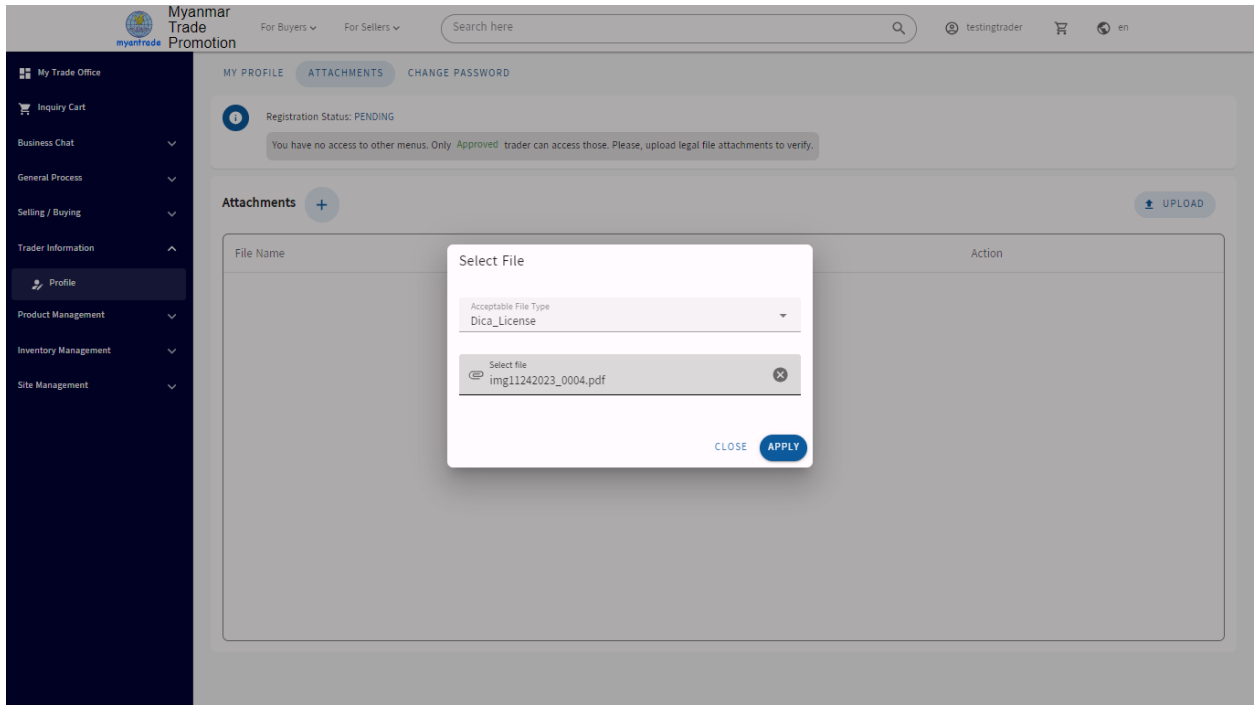 Myanmar
Trade
Promotion
myantrade
For Buyers
For Sellers
Search here
testingtrader
en
My Trade Office
Inquiry Cart
Business Chat
General Process
Selling / Buying
Trader Information
Profile
Product Management
Inventory Management
Site Management
MY PROFILE
ATTACHMENTS
CHANGE PASSWORD
Registration Status: PENDING
You have no access to other menus. Only Approved trader can access those. Please, upload legal file attachments to verify.
Attachments
+
UPLOAD
File Name
Action
Select File
Acceptable File Type
Dica_License
Select file
img11242023_0004.pdf
CLOSE
APPLY